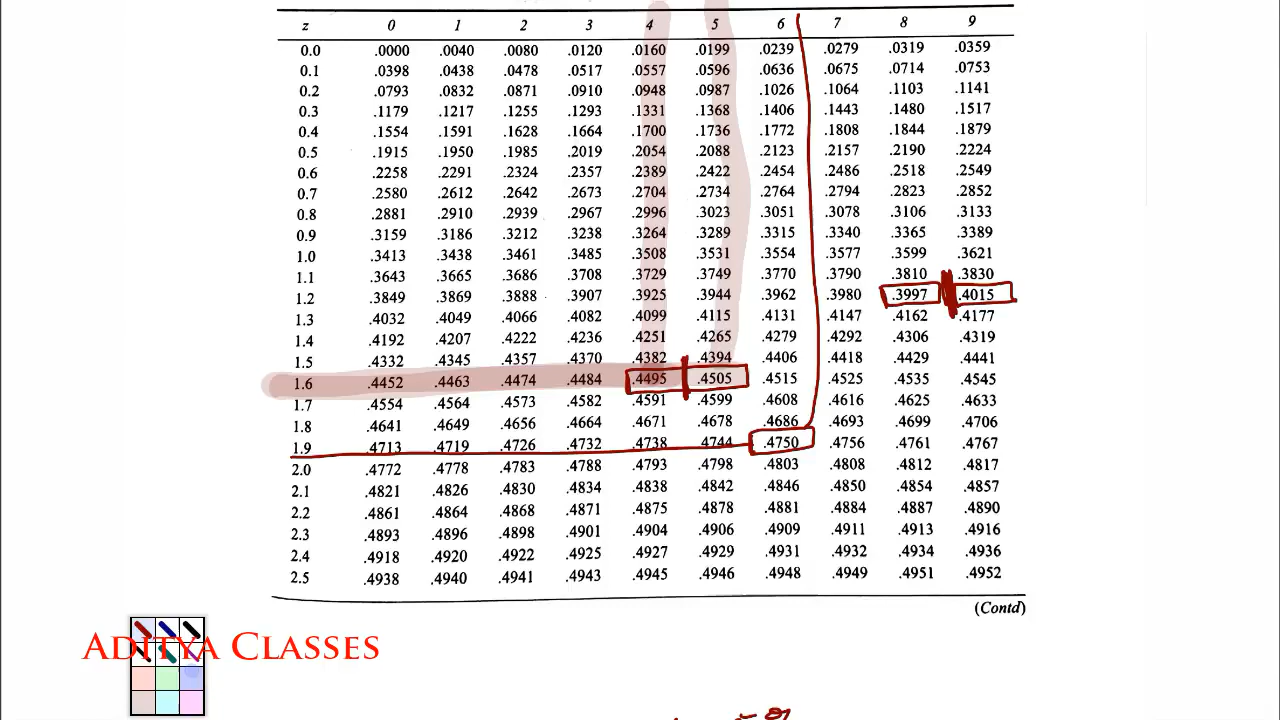 z 0 1 2 3 4 5 6 7 8 9
0.0 .0000 .0040 .0080 .0120 .0160 .0199 .0239 .0279 .0319 .0359
0.1 .0398 .0438 .0478 .0517 .0557 .0596 .0636 .0675 .0714 .0753
0.2 .0793 .0832 .0871 .0910 .0948 .0987 .1026 .1064 .1103 .1141
0.3 .1179 .1217 .1255 .1293 .1331 .1368 .1406 .1443 .1480 .1517
0.4 .1554 .1591 .1628 .1664 .1700 .1736 .1772 .1808 .1844 .1879
0.5 .1915 .1950 .1985 .2019 .2054 .2088 .2123 .2157 .2190 .2224
0.6 .2258 .2291 .2324 .2357 .2389 .2422 .2454 .2486 .2518 .2549
0.7 .2580 .2612 .2642 .2673 .2704 .2734 .2764 .2794 .2823 .2852
0.8 .2881 .2910 .2939 .2967 .2996 .3023 .3051 .3078 .3106 .3133
0.9 .3159 .3186 .3212 .3238 .3264 .3289 .3315 .3340 .3365 .3389
1.0 .3413 .3438 .3461 .3485 .3508 .3531 .3554 .3577 .3599 .3621
1.1 .3643 .3665 .3686 .3708 .3729 .3749 .3770 .3790 .3810 .3830
1.2 .3849 .3869 .3888 .3907 .3925 .3944 .3962 .3980 .3997 .4015
1.3 .4032 .4049 .4066 .4082 .4099 .4115 .4131 .4147 .4162 .4177
1.4 .4192 .4207 .4222 .4236 .4251 .4265 .4279 .4292 .4306 .4319
1.5 .4332 .4345 .4357 .4370 .4382 .4394 .4406 .4418 .4429 .4441
1.6 .4452 .4463 .4474 .4484 .4495 .4505 .4515 .4525 .4535 .4545
1.7 .4554 .4564 .4573 .4582 .4591 .4599 .4608 .4616 .4625 .4633
1.8 .4641 .4649 .4656 .4664 .4671 .4678 .4686 .4693 .4699 .4706
1.9 .4713 .4719 .4726 .4732 .4738 .4744 .4750 .4756 .4761 .4767
2.0 .4772 .4778 .4783 .4788 .4793 .4798 .4803 .4808 .4812 .4817
2.1 .4821 .4826 .4830 .4834 .4838 .4842 .4846 .4850 .4854 .4857
2.2 .4861 .4864 .4868 .4871 .4875 .4878 .4881 .4884 .4887 .4890
2.3 .4893 .4896 .4898 .4901 .4904 .4906 .4909 .4911 .4913 .4916
2.4 .4918 .4920 .4922 .4925 .4927 .4929 .4931 .4932 .4934 .4936
2.5 .4938 .4940 .4941 .4943 .4945 .4946 .4948 .4949 .4951 .4952
(Contd)
ADITYA CLASSES